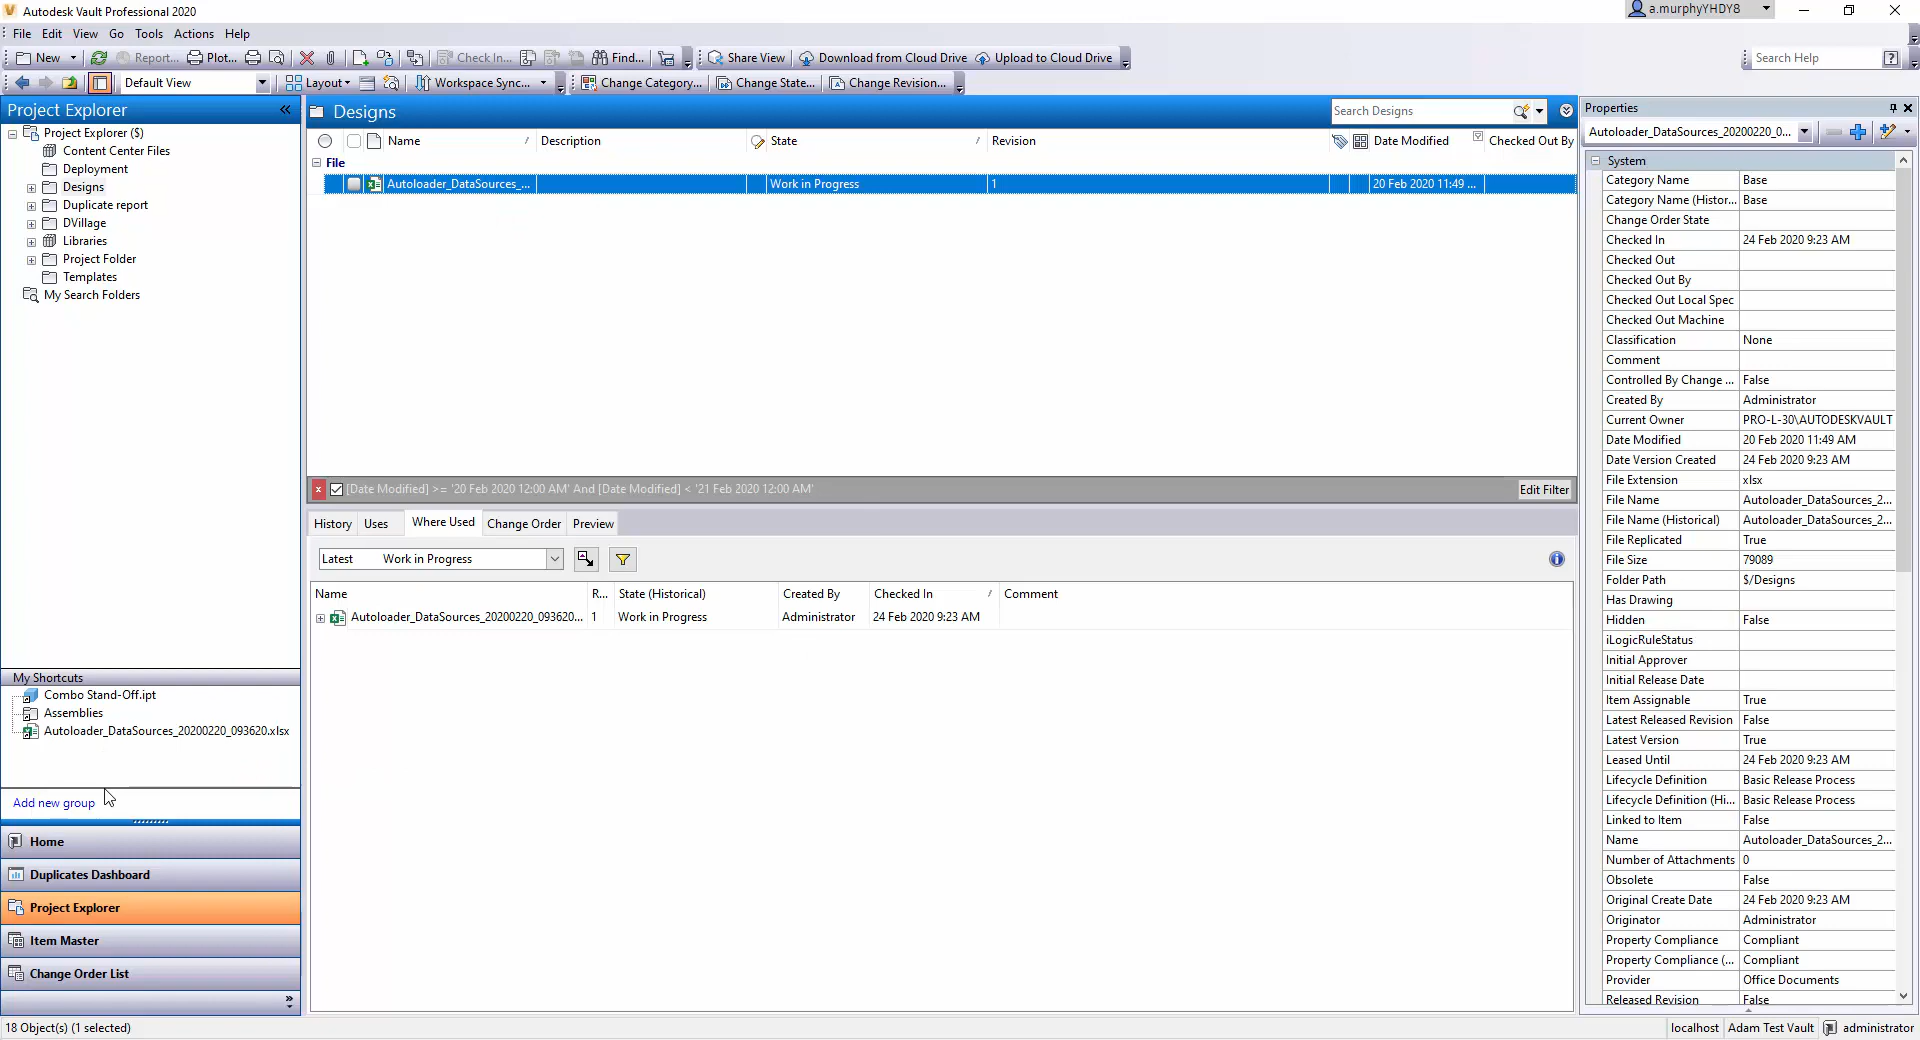 Autodesk Vault Professional 2020
a.murphyYHDY8
File Edit View Go Tools Actions Help
New Report... Plot... Check In... Find... Share View Download from Cloud Drive Upload to Cloud Drive Search Help
Default View Layout Workspace Sync... Change Category... Change State... Change Revision...
Project Explorer
Project Explorer ($)
Content Center Files
Deployment
Designs
Duplicate report
DVillage
Libraries
Project Folder
Templates
My Search Folders
My Shortcuts
Combo Stand-Off.ipt
Assemblies
Autoloader_DataSources_20200220_093620.xlsx
Add new group
Home
Duplicates Dashboard
Project Explorer
Item Master
Change Order List
Designs Search Designs
Name Description State Revision Date Modified Checked Out By
File
Autoloader_DataSources_... Work in Progress 1 20 Feb 2020 11:49 ...
[Date Modified] >= '20 Feb 2020 12:00 AM' And [Date Modified] < '21 Feb 2020 12:00 AM' Edit Filter
History Uses Where Used Change Order Preview
Latest Work in Progress
Name R... State (Historical) Created By Checked In Comment
Autoloader_DataSources_20200220_093620... 1 Work in Progress Administrator 24 Feb 2020 9:23 AM
Properties
Autoloader_DataSources_20200220_0...
System
Category Name Base
Category Name (Histor... Base
Change Order State
Checked In 24 Feb 2020 9:23 AM
Checked Out
Checked Out By
Checked Out Local Spec
Checked Out Machine
Classification None
Comment
Controlled By Change ... False
Created By Administrator
Current Owner PRO-L-30\AUTODESKVAULT
Date Modified 20 Feb 2020 11:49 AM
Date Version Created 24 Feb 2020 9:23 AM
File Extension xlsx
File Name Autoloader_DataSources_2...
File Name (Historical) Autoloader_DataSources_2...
File Replicated True
File Size 79089
Folder Path $/Designs
Has Drawing
Hidden False
iLogicRuleStatus
Initial Approver
Initial Release Date
Item Assignable True
Latest Released Revision False
Latest Version True
Leased Until 24 Feb 2020 9:23 AM
Lifecycle Definition Basic Release Process
Lifecycle Definition (Hi... Basic Release Process
Linked to Item False
Name Autoloader_DataSources_2...
Number of Attachments 0
Obsolete False
Original Create Date 24 Feb 2020 9:23 AM
Originator Administrator
Property Compliance Compliant
Property Compliance (... Compliant
Provider Office Documents
Released Revision False
18 Object(s) (1 selected) localhost Adam Test Vault administrator